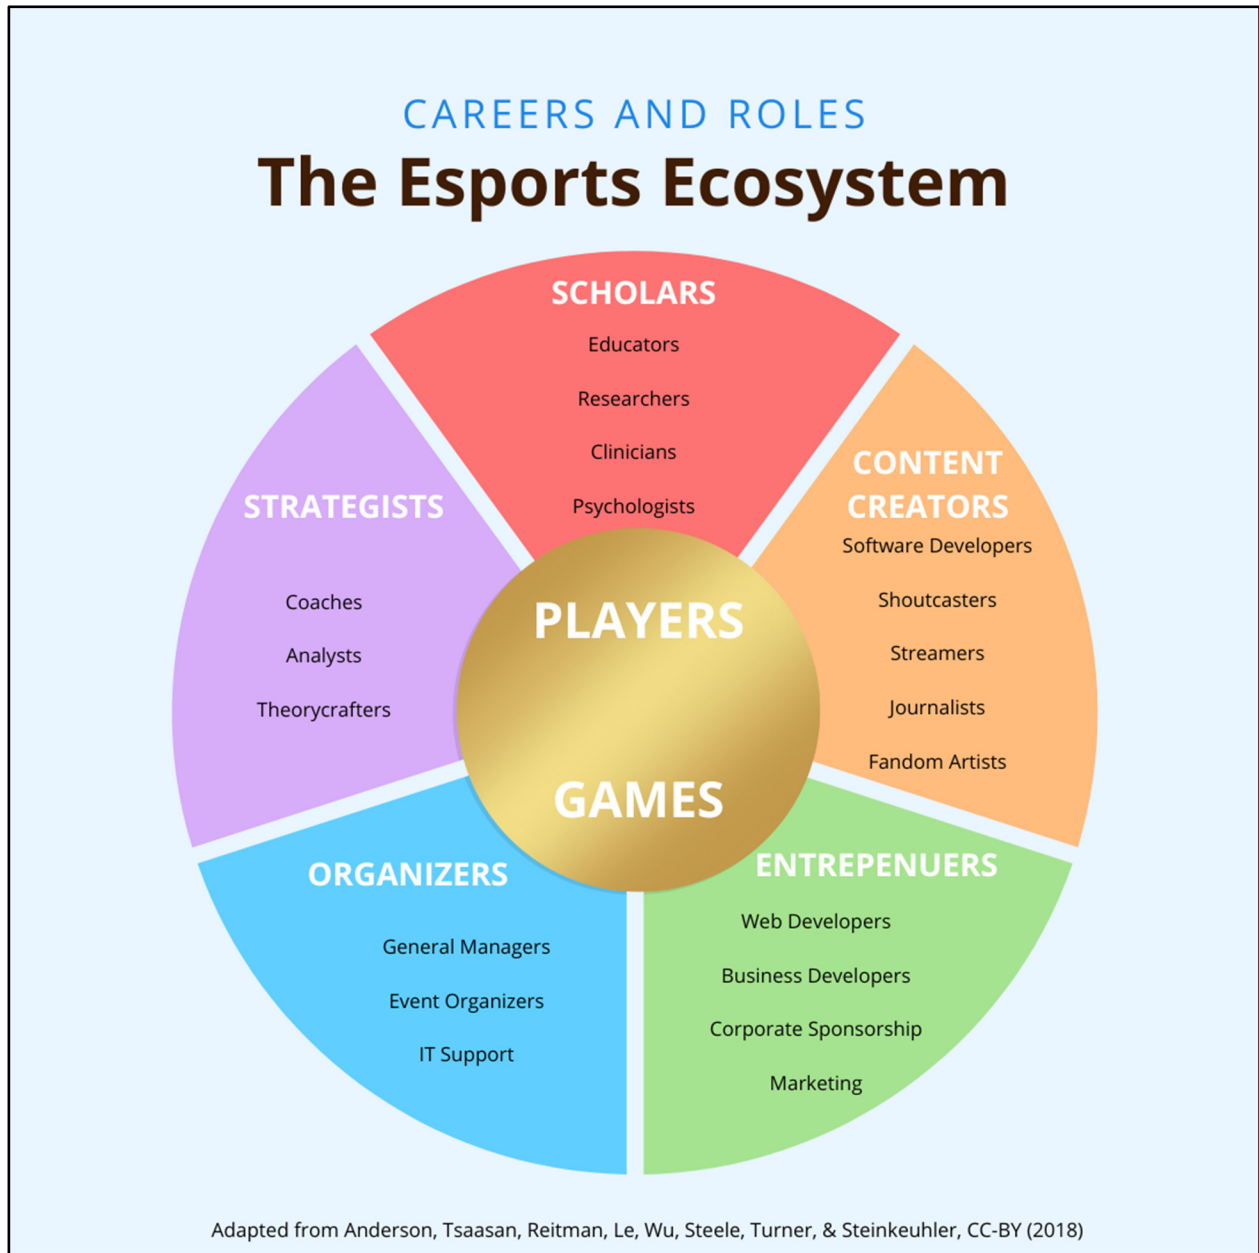 CAREERS AND ROLES
The Esports Ecosystem
SCHOLARS
Educators
Researchers
Clinicians
Psychologists
CONTENT
CREATORS
Software Developers
Shoutcasters
Streamers
Journalists
Fandom Artists
STRATEGISTS
Coaches
Analysts
Theorycrafters
PLAYERS
GAMES
ORGANIZERS
General Managers
Event Organizers
IT Support
ENTREPENUERS
Web Developers
Business Developers
Corporate Sponsorship
Marketing
Adapted from Anderson, Tsaasan, Reitman, Le, Wu, Steele, Turner, & Steinkeuhler, CC-BY (2018)